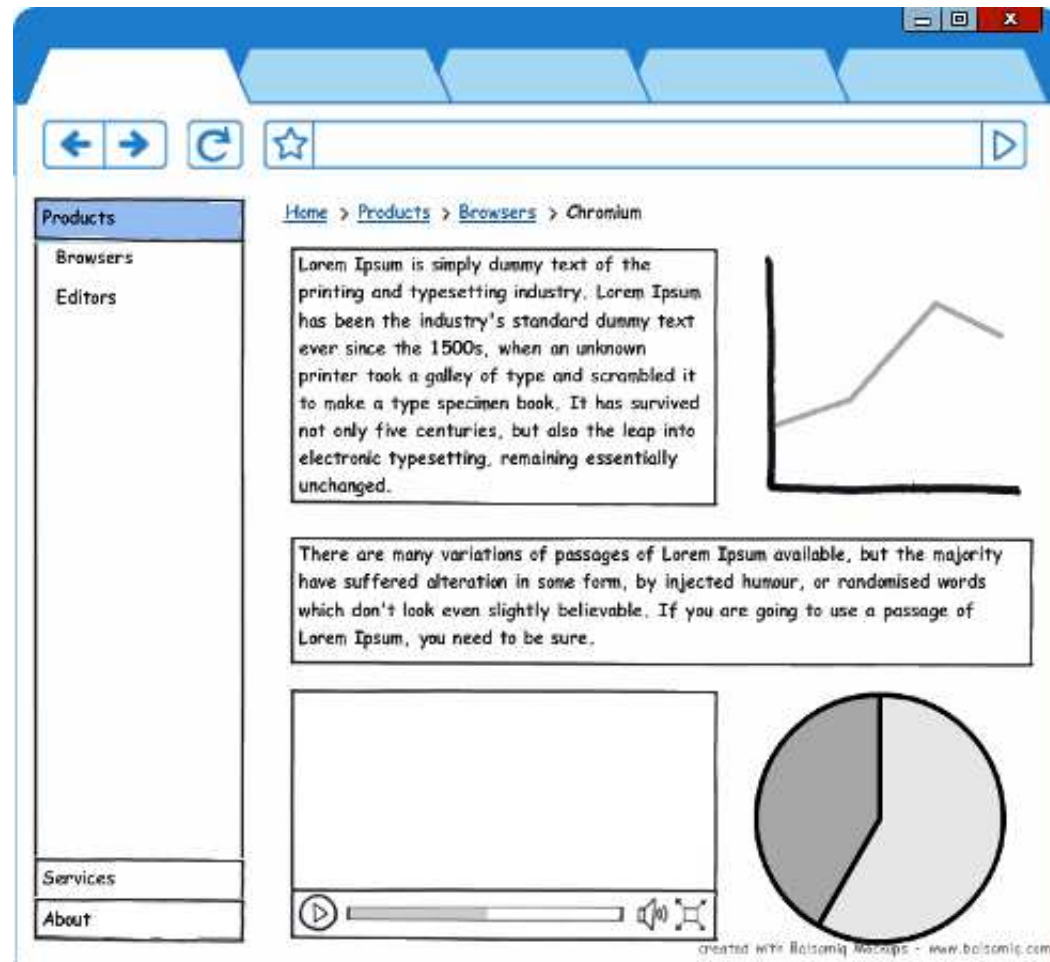 X
Products
Browsers
Editors
Services
About
Home > Products > Browsers > Chromium
Lorem Ipsum is simply dummy text of the
printing and typesetting industry. Lorem Ipsum
has been the industry's standard dummy text
ever since the 1500s, when an unknown
printer took a galley of type and scrambled it
to make a type specimen book. It has survived
not only five centuries, but also the leap into
electronic typesetting, remaining essentially
unchanged.
There are many variations of passages of Lorem Ipsum available, but the majority
have suffered alteration in some form, by injected humour, or randomised words
which don't look even slightly believable. If you are going to use a passage of
Lorem Ipsum, you need to be sure.
created with Balsamiq Mockups - www.balsamiq.com